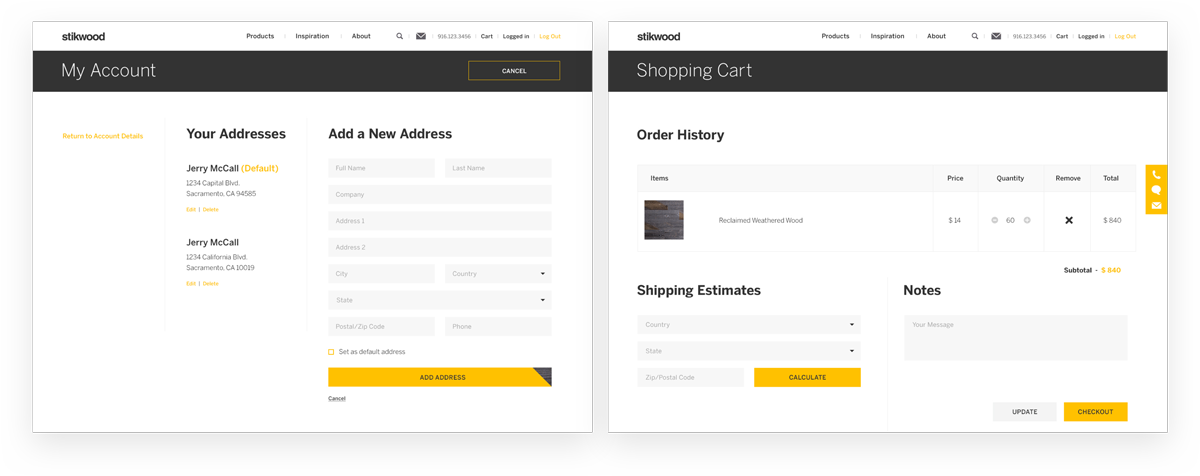 stikwood
Products Inspiration About 916.123.3456 Cart Logged in Log Out
My Account
CANCEL
Return to Account Details
Your Addresses
Jerry McCall (Default)
1234 Capital Blvd.
Sacramento, CA 94585
Edit | Delete
Jerry McCall
1234 California Blvd.
Sacramento, CA 10019
Edit | Delete
Add a New Address
Full Name Last Name
Company
Address 1
Address 2
City Country
State
Postal/Zip Code Phone
Set as default address
ADD ADDRESS
Cancel
stikwood
Products Inspiration About 916.123.3456 Cart Logged in Log Out
Shopping Cart
Order History
Items Price Quantity Remove Total
Reclaimed Weathered Wood $ 14 60 $ 840
Subtotal - $ 840
Shipping Estimates
Country
State
Zip/Postal Code CALCULATE
Notes
Your Message
UPDATE CHECKOUT